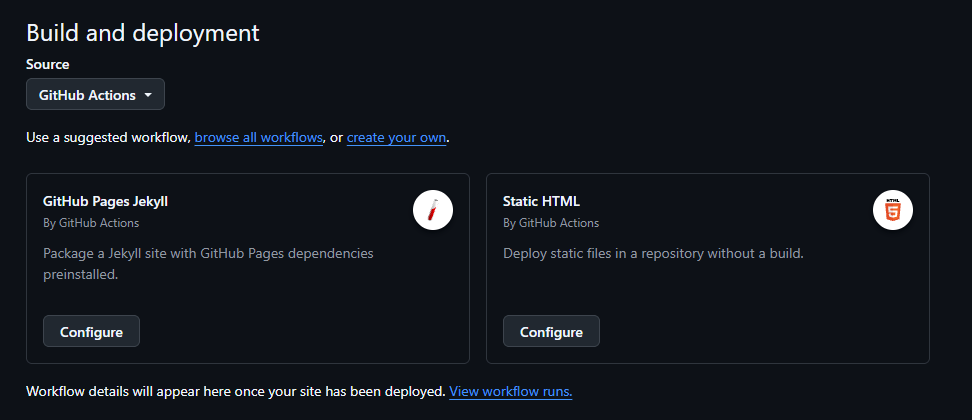 Build and deployment
Source
GitHub Actions
Use a suggested workflow, browse all workflows, or create your own.
GitHub Pages Jekyll
By GitHub Actions
Package a Jekyll site with GitHub Pages dependencies
preinstalled.
Configure
Static HTML
By GitHub Actions
Deploy static files in a repository without a build.
HTML
5
Configure
Workflow details will appear here once your site has been deployed. View workflow runs.